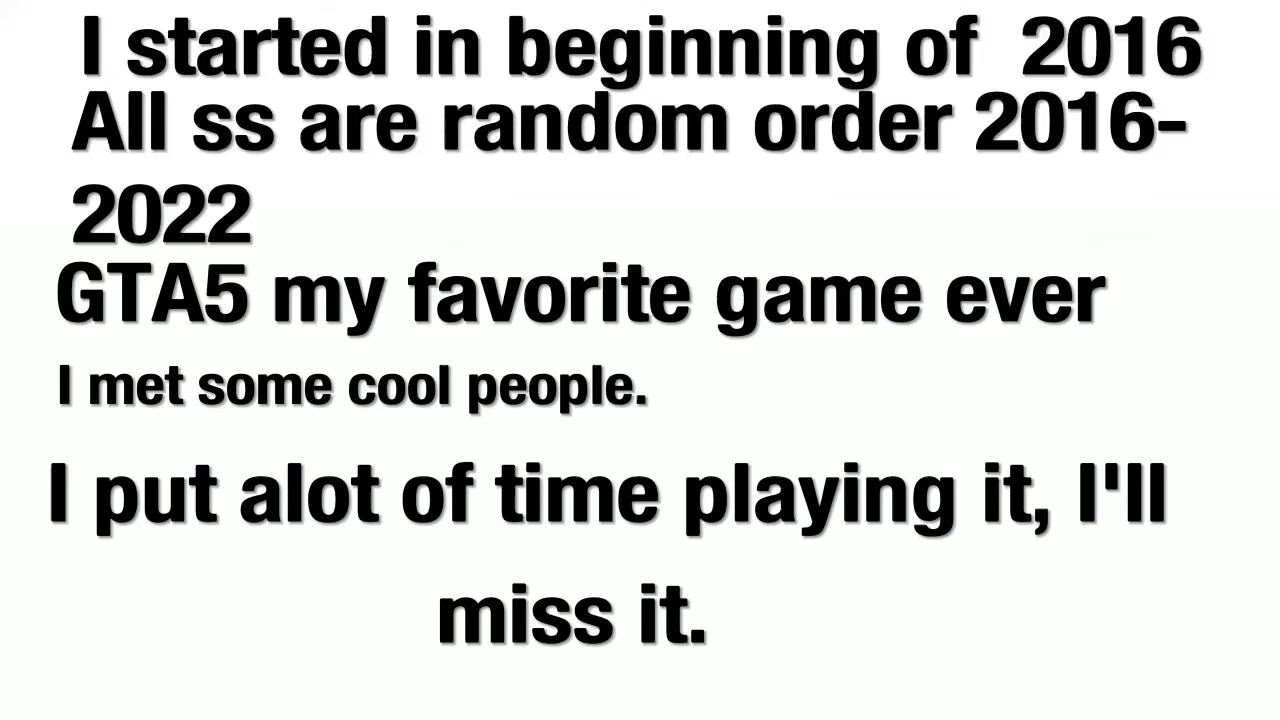 I started in beginning of 2016
All ss are random order 2016-
2022
GTA5 my favorite game ever
I met some cool people.
I put alot of time playing it, I'll
miss it.